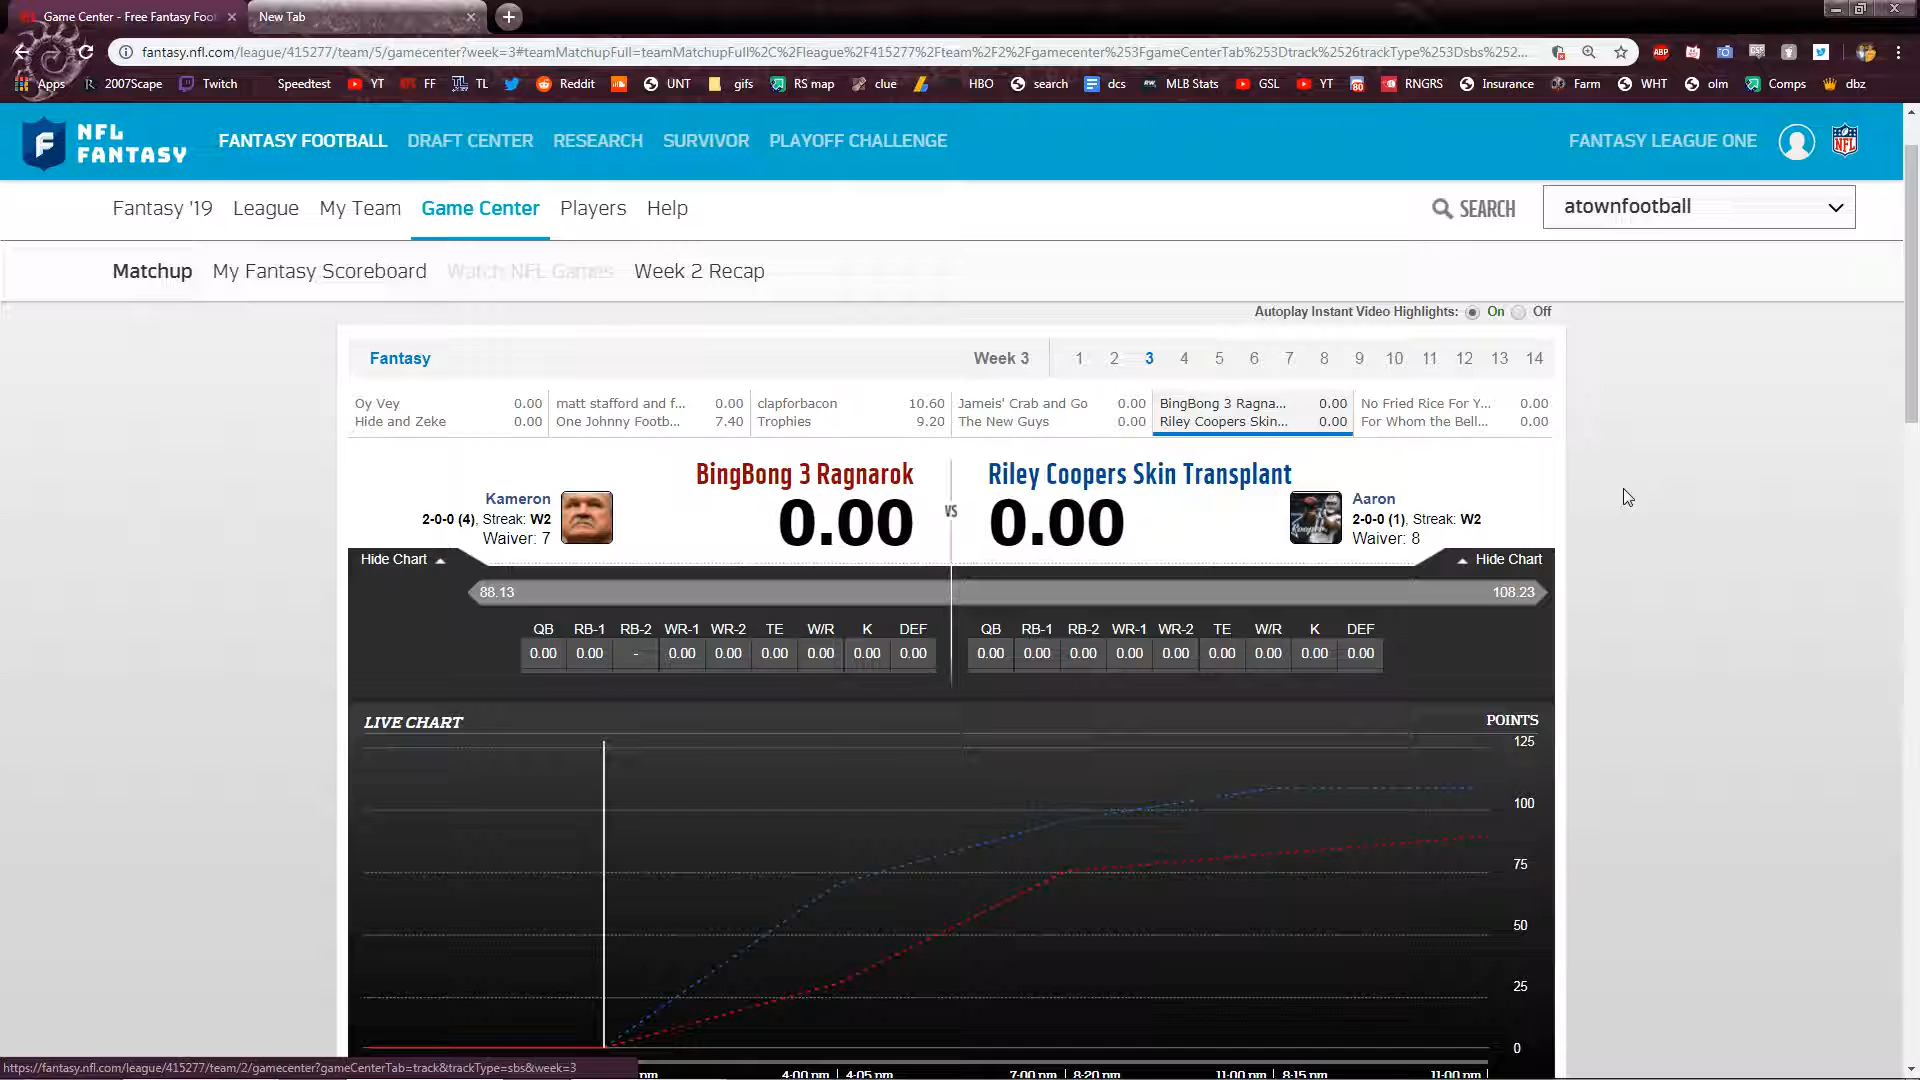 Game Center - Free Fantasy Foot
New Tab
fantasy.nfl.com/league/415277/team/5/gamecenter?week=3#teamMatchupFull=teamMatchupFull%2C%2Fleague%2F415277%2Fteam%2F2%2Fgamecenter%253FgameCenterTab%253Dtrack%2526trackType%253Dsbs%252...
Apps 2007Scape Twitch Speedtest YT FF TL Reddit UNT gifs RS map clue HBO search dcs MLB Stats GSL YT RNGRS Insurance Farm WHT olm Comps dbz
NFL FANTASY
FANTASY FOOTBALL DRAFT CENTER RESEARCH SURVIVOR PLAYOFF CHALLENGE FANTASY LEAGUE ONE
Fantasy '19 League My Team Game Center Players Help SEARCH atownfootball
Matchup My Fantasy Scoreboard Watch NFL Games Week 2 Recap
Autoplay Instant Video Highlights: On Off
Fantasy Week 3 1 2 3 4 5 6 7 8 9 10 11 12 13 14
Oy Vey 0.00 matt stafford and f... 0.00 clapforbacon 10.60 Jameis' Crab and Go 0.00 BingBong 3 Ragna... 0.00 No Fried Rice For Y... 0.00
Hide and Zeke 0.00 One Johnny Footb... 7.40 Trophies 9.20 The New Guys 0.00 Riley Coopers Skin... 0.00 For Whom the Bell... 0.00
BingBong 3 Ragnarok Riley Coopers Skin Transplant
Kameron 0.00 VS 0.00 Aaron
2-0-0 (4), Streak: W2 2-0-0 (1), Streak: W2
Waiver: 7 Waiver: 8
Hide Chart Hide Chart
88.13 108.23
QB RB-1 RB-2 WR-1 WR-2 TE W/R K DEF QB RB-1 RB-2 WR-1 WR-2 TE W/R K DEF
0.00 0.00 - 0.00 0.00 0.00 0.00 0.00 0.00 0.00 0.00 0.00 0.00 0.00 0.00 0.00 0.00 0.00
LIVE CHART POINTS
125
100
75
50
25
0
https://fantasy.nfl.com/league/415277/team/2/gamecenter?gameCenterTab=track&trackType=sbs&week=3
pm 4:00 pm 4:05 pm 7:00 pm 8:20 pm 11:00 pm 8:15 pm 11:00 pm